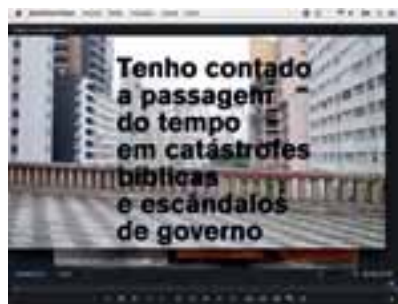 Tenho contado
a passagem
do tempo
em catástrofes
bíblicas
e escândalos
de governo